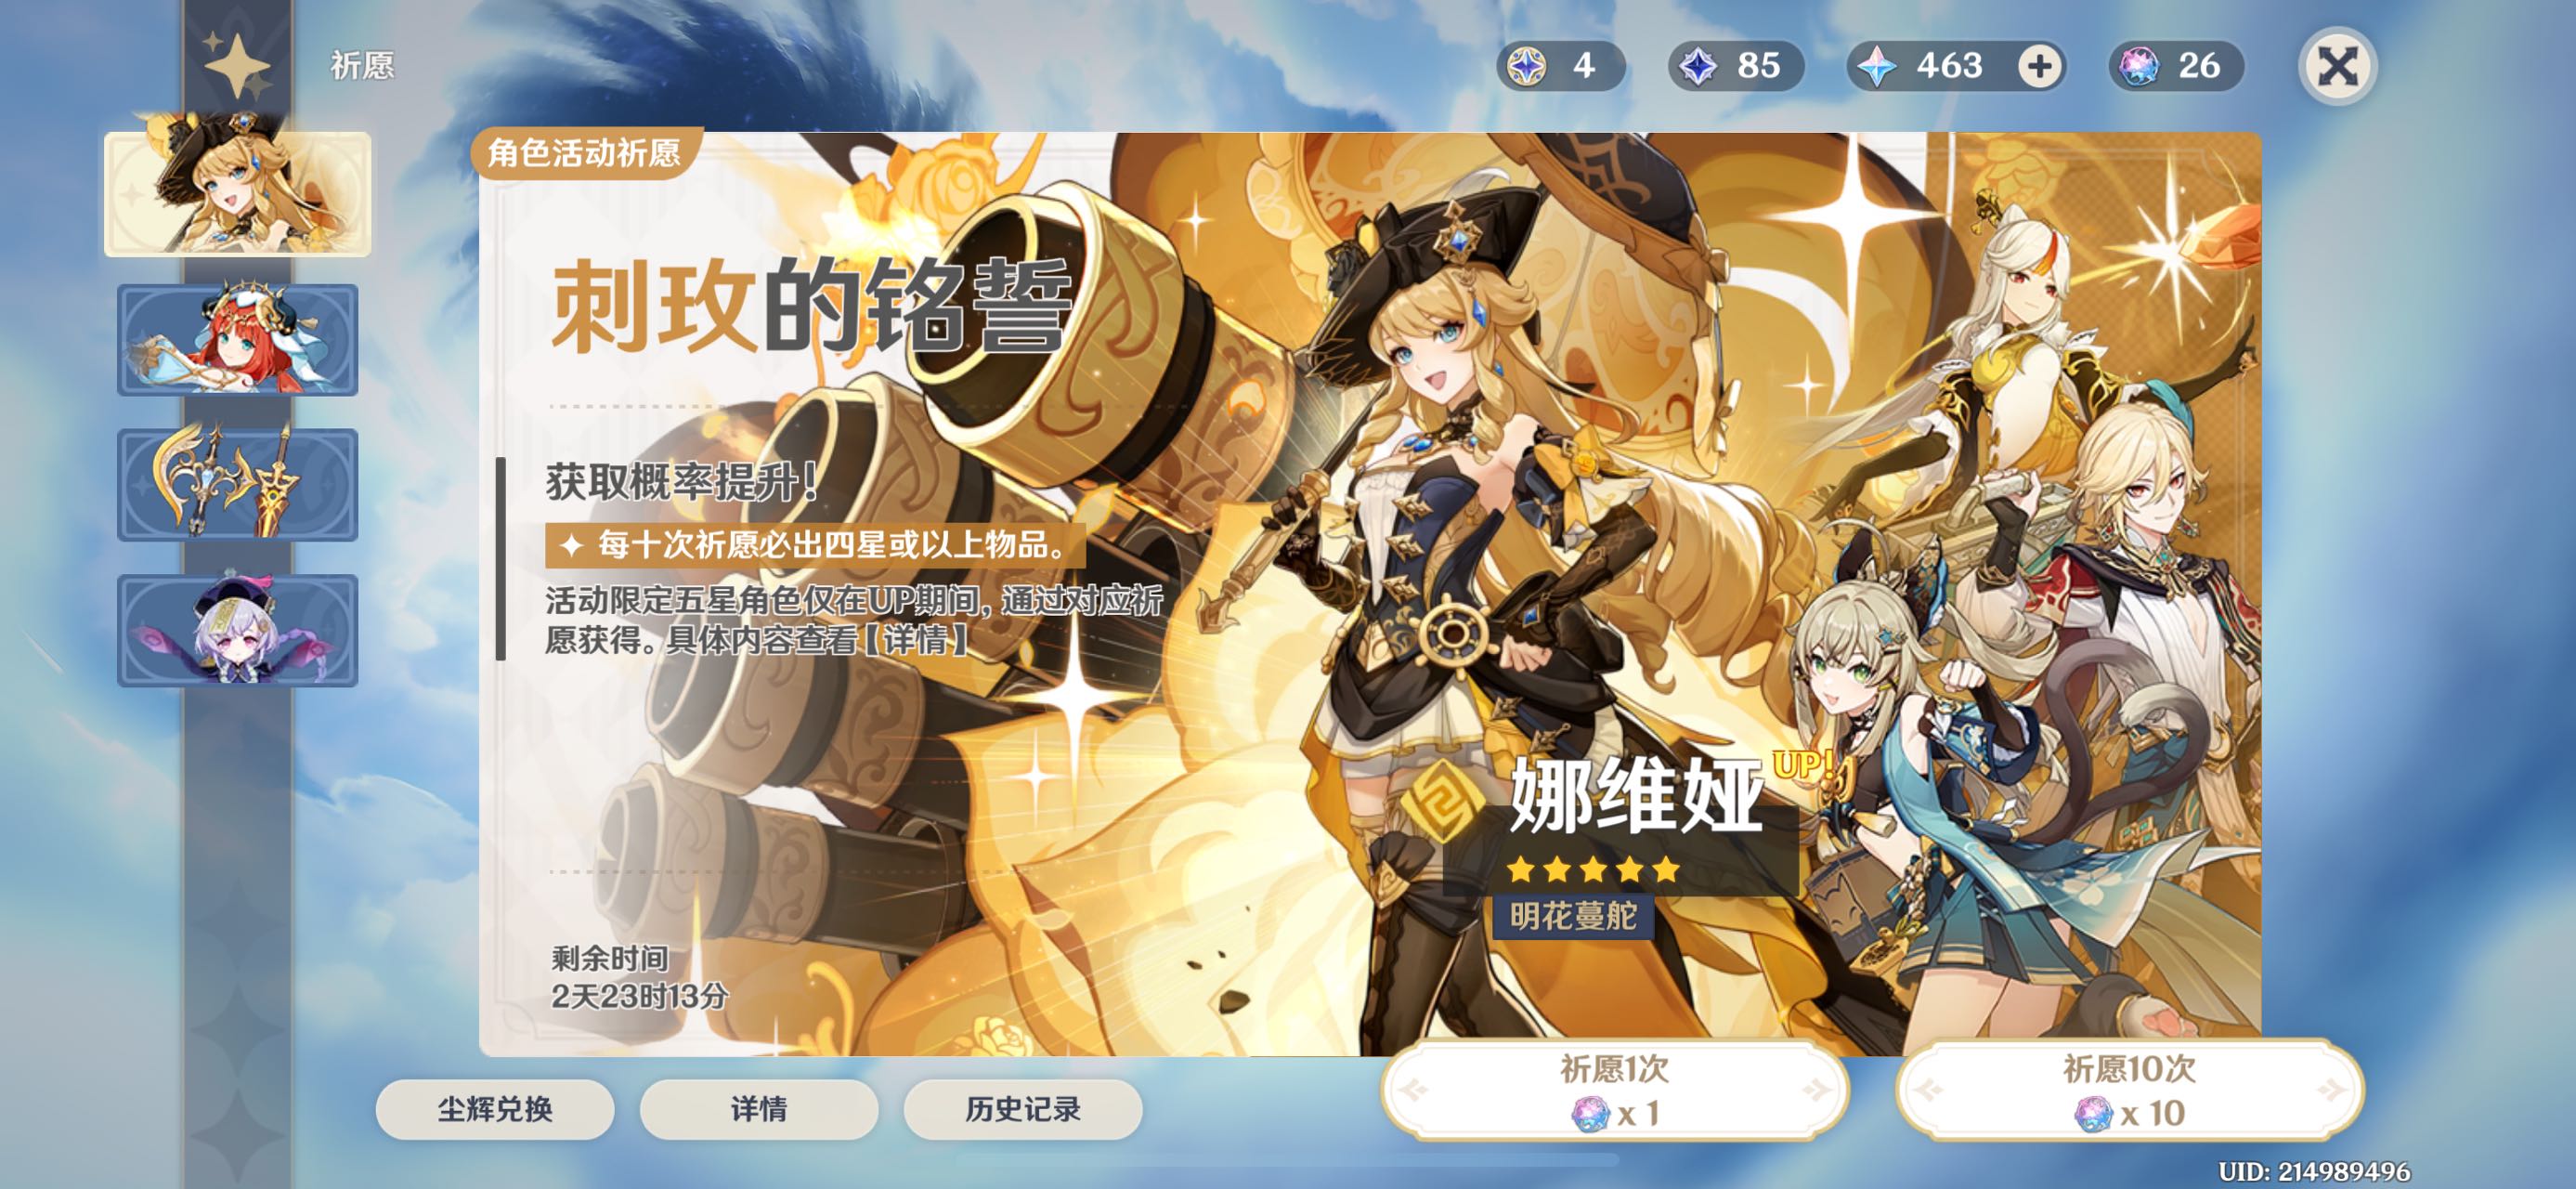 祈愿
4
85
463
26
角色活动祈愿
刺玫的铭誓
获取概率提升！
每十次祈愿必出四星或以上物品。
活动限定五星角色仅在UP期间，通过对应祈
愿获得。具体内容查看【详情】
娜维娅 UP!
明花蔓舵
剩余时间
2天23时13分
尘辉兑换
详情
历史记录
祈愿1次
x 1
祈愿10次
x 10
UID: 214989496